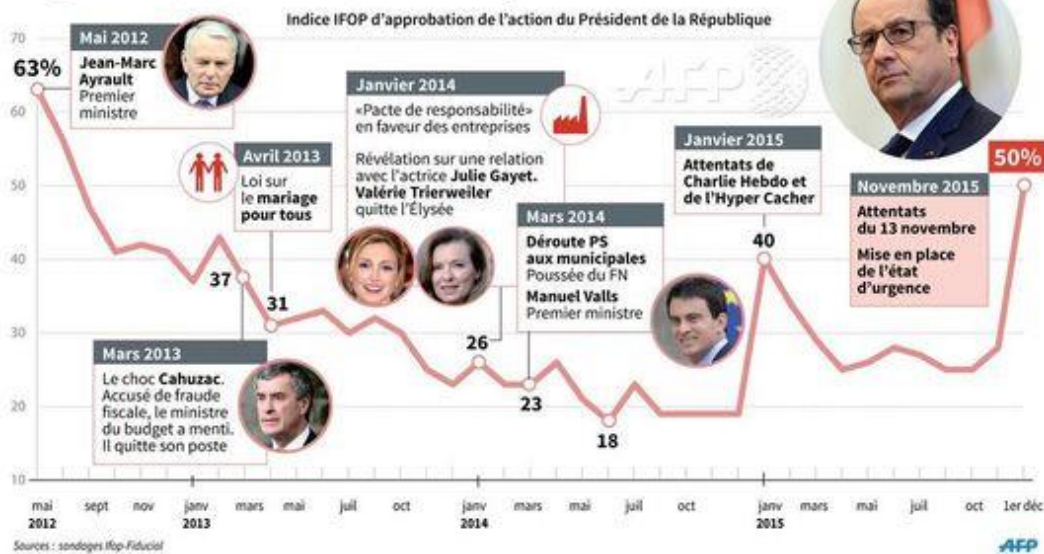 Indice IFOP d'approbation de l'action du Président de la République
70
60
50
40
30
20
10
63%
Mai 2012
Jean-Marc
Ayrault
Premier
ministre
Avril 2013
Loi sur
le mariage
pour tous
37
31
Mars 2013
Le choc Cahuzac.
Accusé de fraude
fiscale, le ministre
du budget a menti.
Il quitte son poste
Janvier 2014
«Pacte de responsabilité»
en faveur des entreprises
Révélation sur une relation
avec l'actrice Julie Gayet.
Valérie Trierweiler
quitte l'Élysée
26
Mars 2014
Déroute PS
aux municipales
Poussée du FN
Manuel Valls
Premier ministre
23
18
AFP
Janvier 2015
Attentats de
Charlie Hebdo et
de l'Hyper Cacher
40
50%
Novembre 2015
Attentats
du 13 novembre
Mise en place
de l'état
d'urgence
mai sept nov janv mars mai juil oct janv mars mai juil oct janv mars mai juil oct 1er déc
2012 2013 2014 2015
Sources : sondages Ifop-Fiducial
AFP